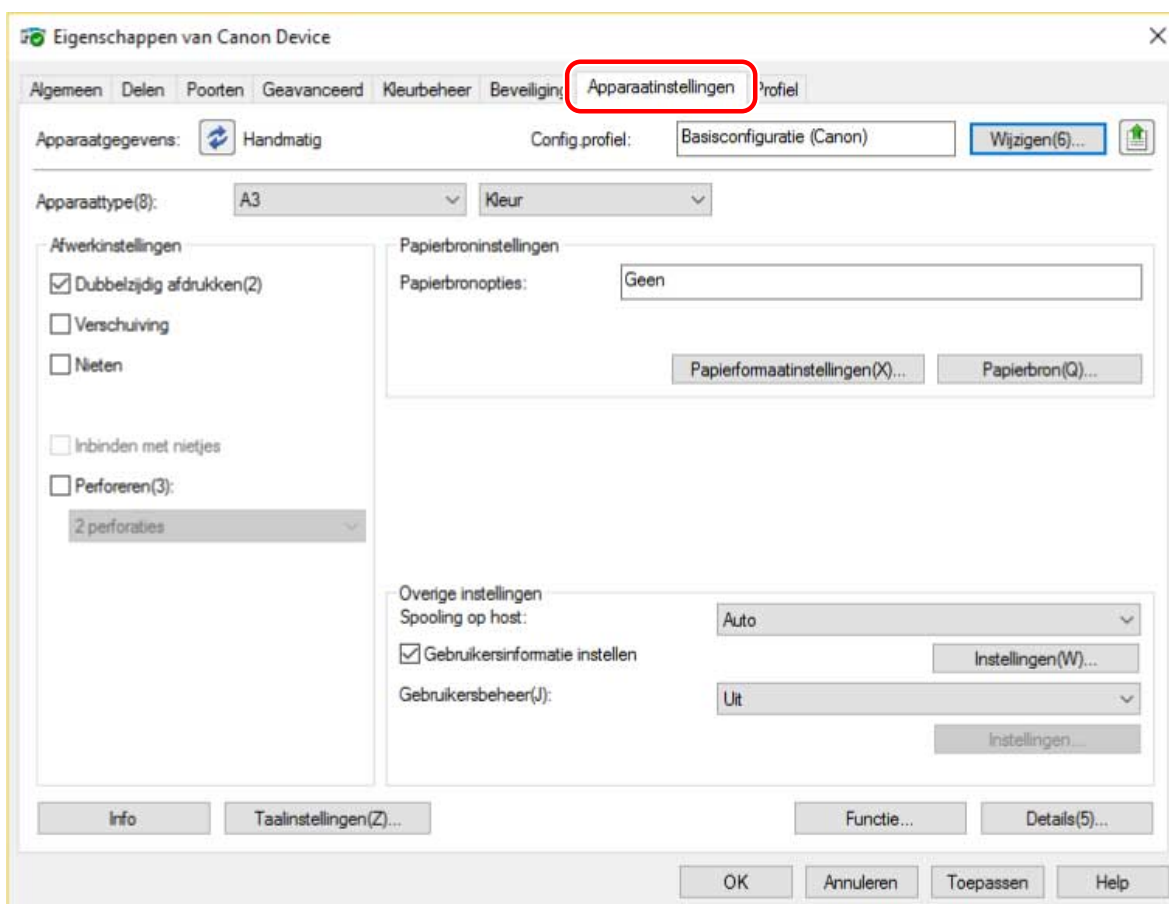 Eigenschappen van Canon Device
Algemeen Delen Poorten Geavanceerd Kleurbeheer Beveiliging Apparaatinstellingen Profiel
Apparaatgegevens: Handmatig Config.profiel: Basisconfiguratie (Canon) Wijzigen(6)...
Apparaattype(8): A3 Kleur
Afwerkinstellingen
Dubbelzijdig afdrukken(2)
Verschuiving
Nieten
Inbinden met nietjes
Perforeren(3):
2 perforaties
Papierbroninstellingen
Papierbronopties: Geen
Papierformaatinstellingen(X)... Papierbron(Q)...
Overige instellingen
Spooling op host: Auto
Gebruikersinformatie instellen Instellingen(W)...
Gebruikersbeheer(J): Uit
Instellingen...
Info Taalinstellingen(Z)... Functie... Details(5)...
OK Annuleren Toepassen Help